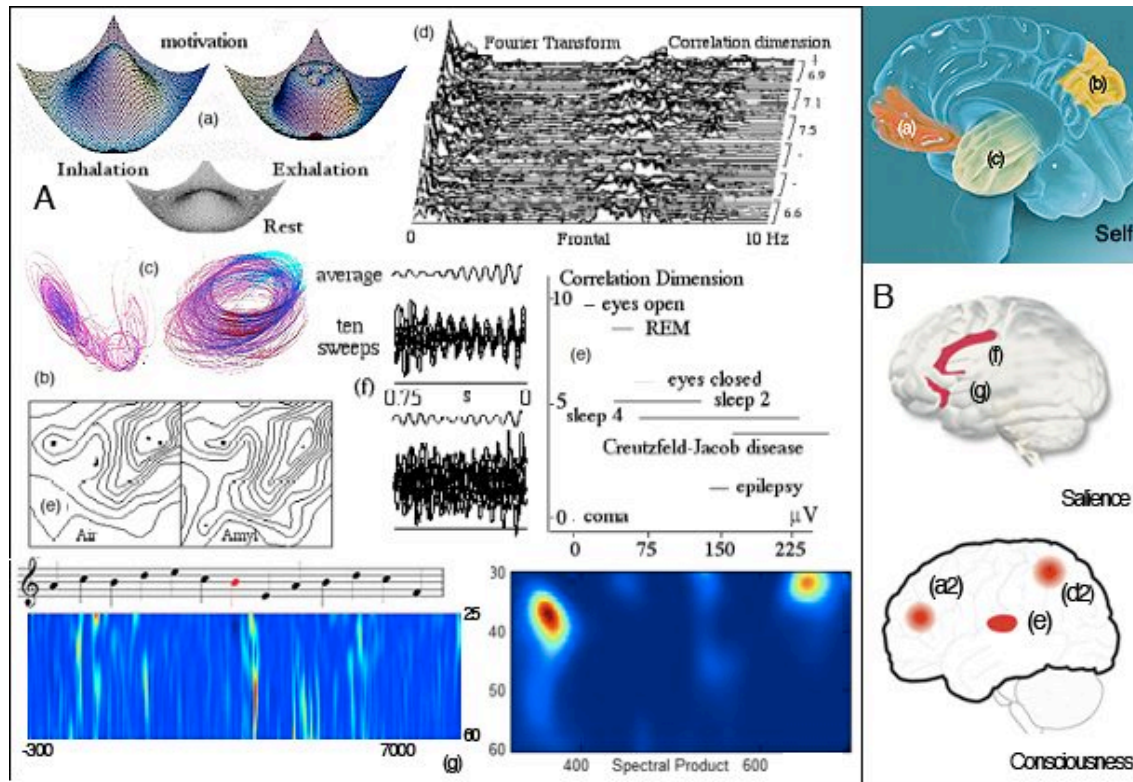 motivation
(a)
Inhalation
Exhalation
A
Rest
(d)
Fourier Transform
Correlation dimension
6.9
7.1
7.5
6.6
0
Frontal
10 Hz
(c)
(b)
average
ten
sweeps
(f)
0.75
s
0
(e)
Air
Amyl
Correlation Dimension
10
eyes open
REM
(e)
eyes closed
5
sleep 2
sleep 4
Creutzfeld-Jacob disease
epilepsy
0
coma
µV
0
75
150
225
25
60
-300
7000
(g)
30
40
50
60
400
Spectral Product
600
(a)
(b)
(c)
Self
B
(f)
(g)
Salience
(a2)
(d2)
(e)
Consciousness